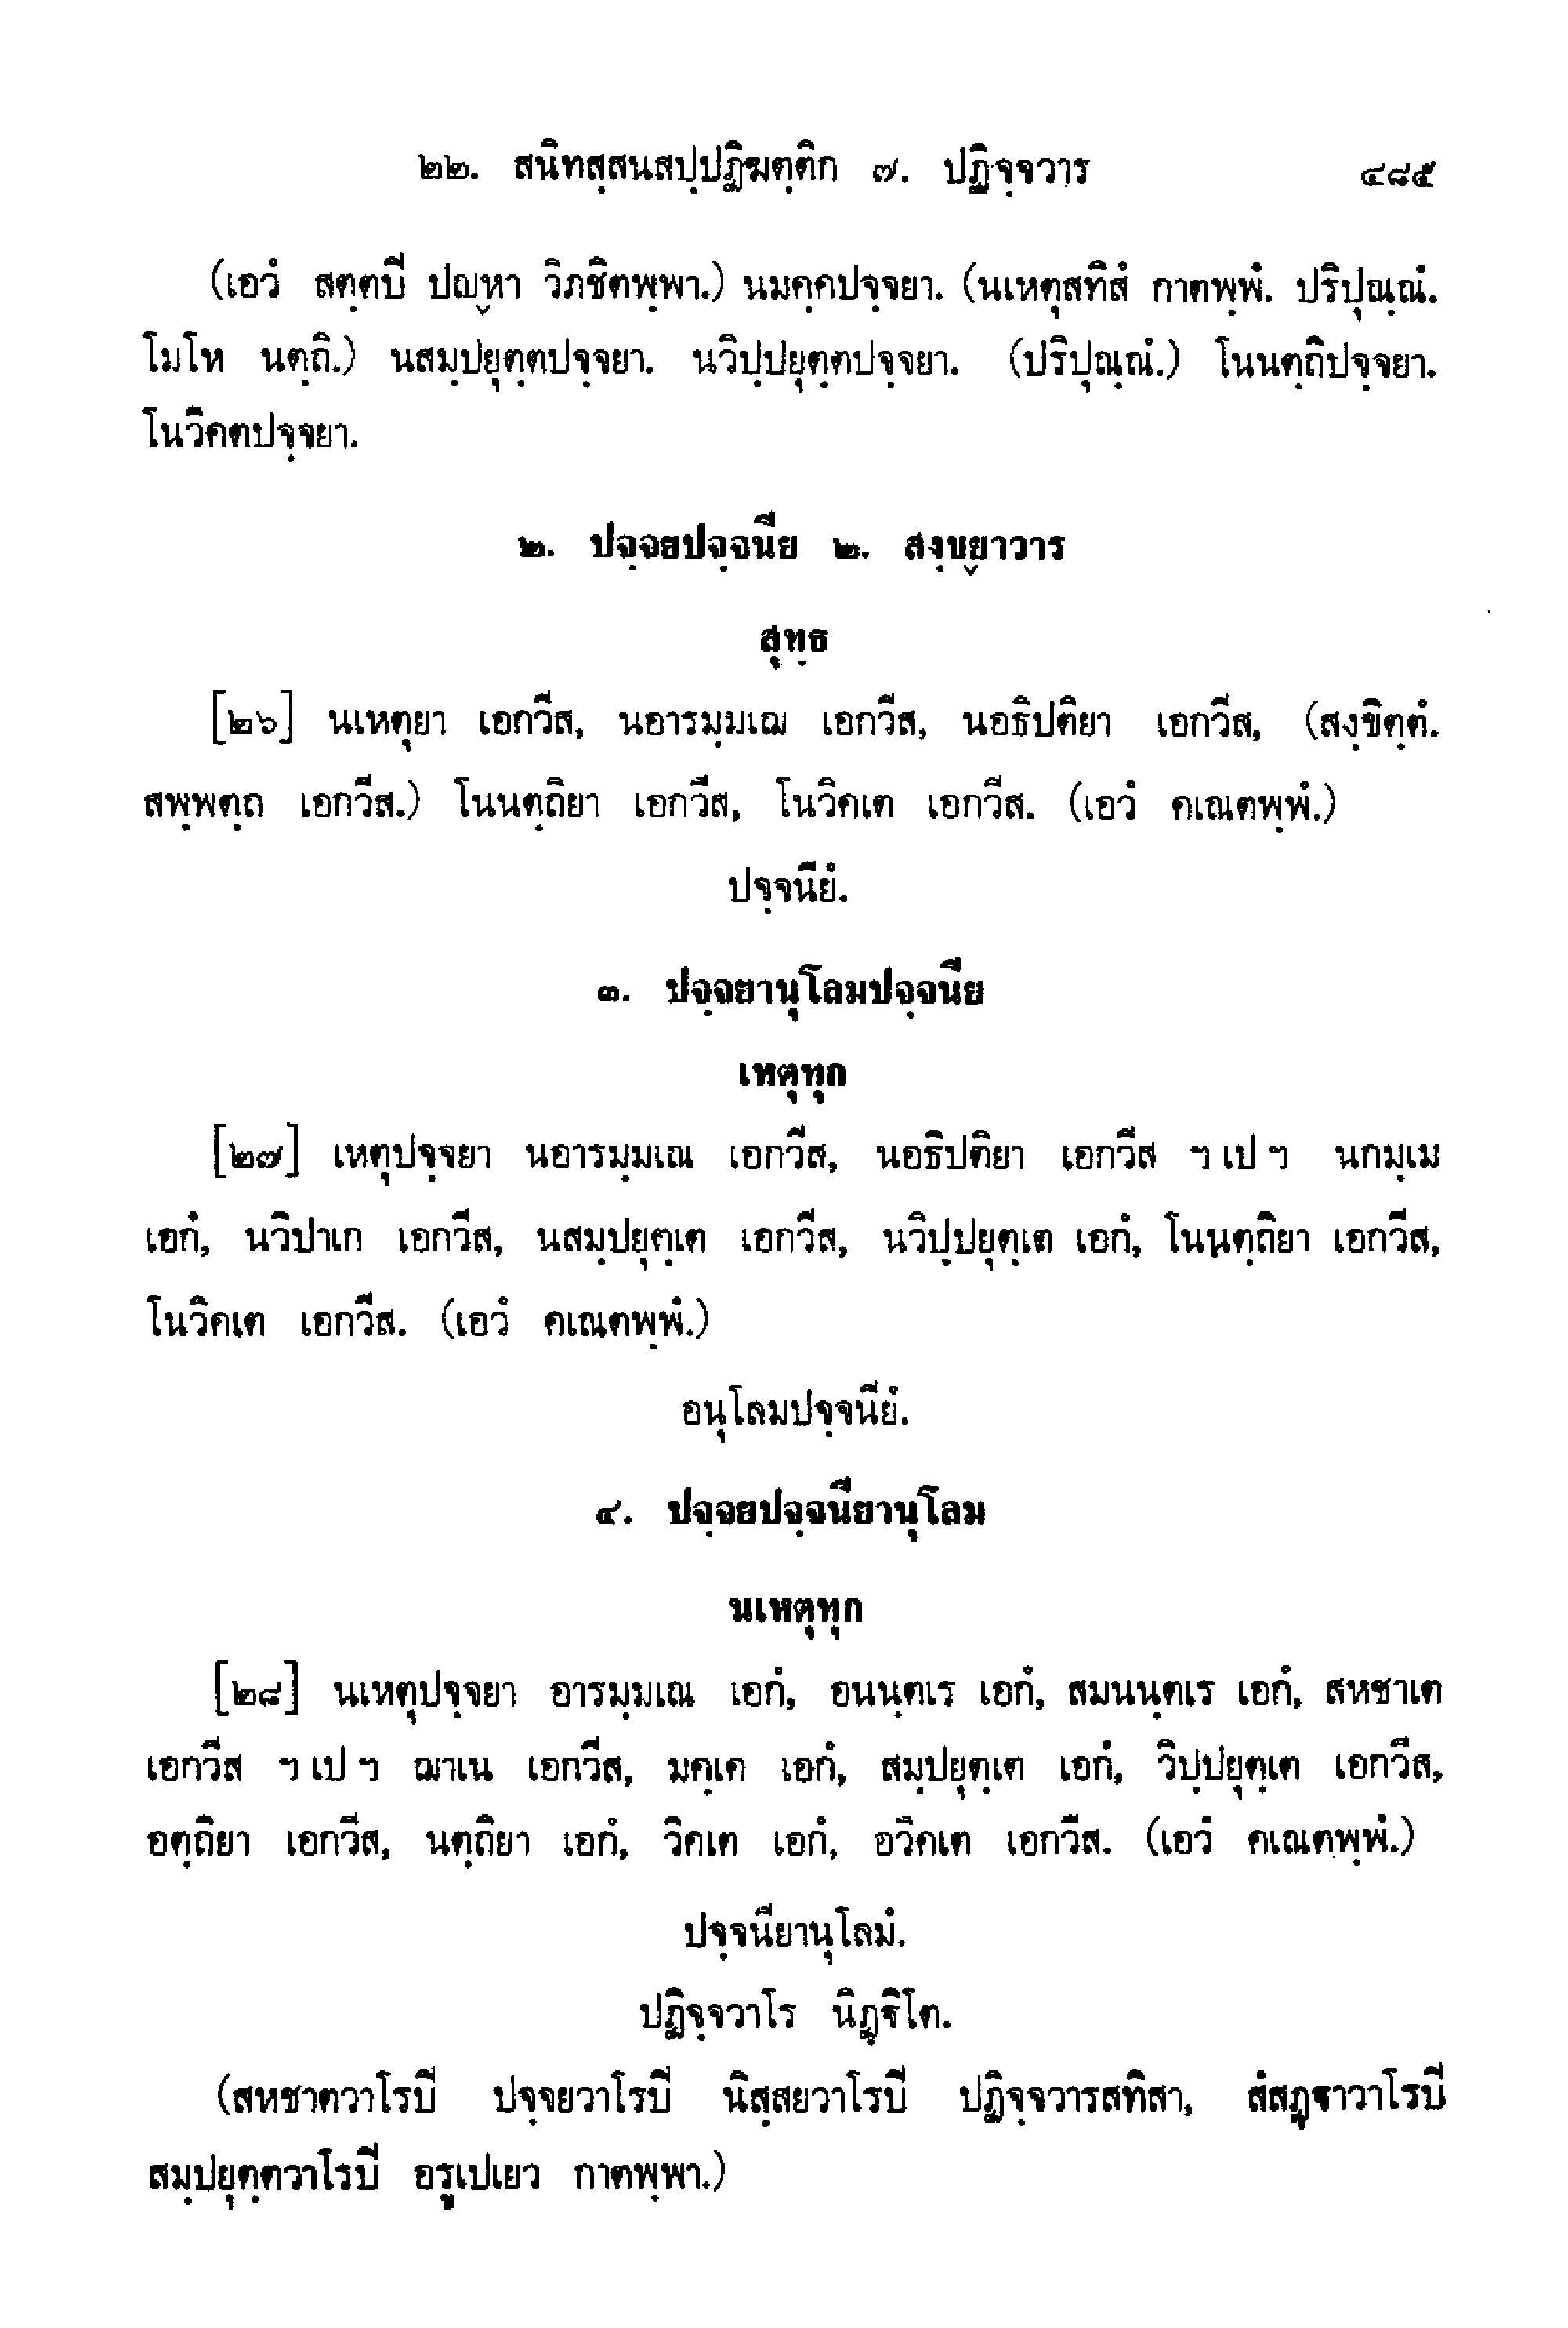 ๒๒. สนิทสฺสนสปฺปฏิฆตฺติก ๗. ปฏิจฺจวาร ๔๘๕
(เอวํ สตฺตบี ปญฺหา วิภชิตพฺพา.) นมคฺคปจฺจยา. (นเหตุสทิสํ กาตพฺพํ. ปริปุณฺณํ.
โมโห นตฺถิ.) นสมฺปยุตฺตปจฺจยา. นวิปฺปยุตฺตปจฺจยา. (ปริปุณฺณํ.) โนนตฺถิปจฺจยา.
โนวิคตปจฺจยา.
๒. ปจฺจยปจฺจนีย ๒. สงฺขฺยาวาร
สุทฺธ
[๒๖] นเหตุยา เอกวีส, นอารมฺมเณ เอกวีส, นอธิปติยา เอกวีส, (สงฺขิตฺตํ.
สพฺพตฺถ เอกวีส.) โนนตฺถิยา เอกวีส, โนวิคเต เอกวีส. (เอวํ คเณตพฺพํ.)
ปจฺจนียํ.
๓. ปจฺจยานุโลมปจฺจนีย
เหตุทุก
[๒๗] เหตุปจฺจยา นอารมฺมเณ เอกวีส, นอธิปติยา เอกวีส ฯ เป ฯ นกมฺเม
เอกํ, นวิปาเก เอกวีส, นสมฺปยุตฺเต เอกวีส, นวิปฺปยุตฺเต เอกํ, โนนตฺถิยา เอกวีส,
โนวิคเต เอกวีส. (เอวํ คเณตพฺพํ.)
อนุโลมปจฺจนียํ.
๔. ปจฺจยปจฺจนียานุโลม
นเหตุทุก
[๒๘] นเหตุปจฺจยา อารมฺมเณ เอกํ, อนนฺตเร เอกํ, สมนนฺตเร เอกํ, สหชาเต
เอกวีส ฯ เป ฯ ฌาเน เอกวีส, มคฺเค เอกํ, สมฺปยุตฺเต เอกํ, วิปฺปยุตฺเต เอกวีส,
อตฺถิยา เอกวีส, นตฺถิยา เอกํ, วิคเต เอกํ, อวิคเต เอกวีส. (เอวํ คเณตพฺพํ.)
ปจฺจนียานุโลมํ.
ปฏิจฺจวาโร นิฏฺฐิโต.
(สหชาตวาโรบี ปจฺจยวาโรบี นิสฺสยวาโรบี ปฏิจฺจวารสทิสา, สํสฏฺฐวาโรบี
สมฺปยุตฺตวาโรบี อรูเปเยว กาตพฺพา.)